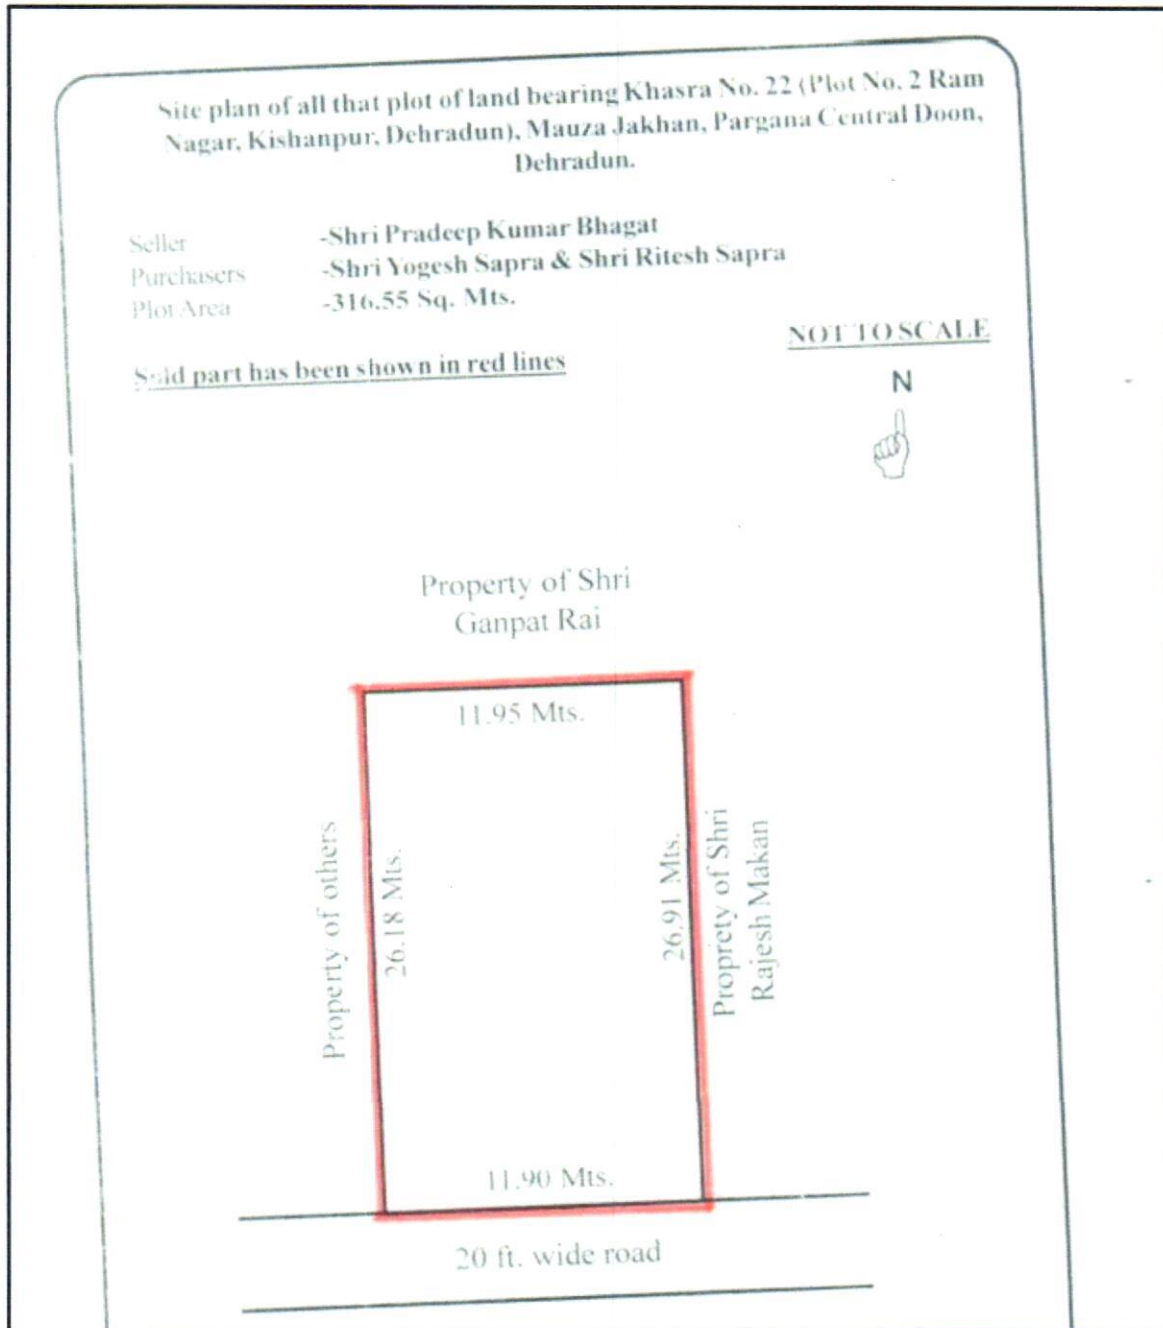 Site plan of all that plot of land bearing Khasra No. 22 (Plot No. 2 Ram
Nagar, Kishanpur, Dehradun), Mauza Jakhan, Pargana Central Doon,
Dehradun.
Seller -Shri Pradeep Kumar Bhagat
Purchasers -Shri Yogesh Sapra & Shri Ritesh Sapra
Plot Area -316.55 Sq. Mts.
NOT TO SCALE
Sold part has been shown in red lines
N
Property of Shri
Ganpat Rai
11.95 Mts.
Property of others
26.18 Mts.
26.91 Mts.
Proprety of Shri
Rajesh Makan
11.90 Mts.
20 ft. wide road